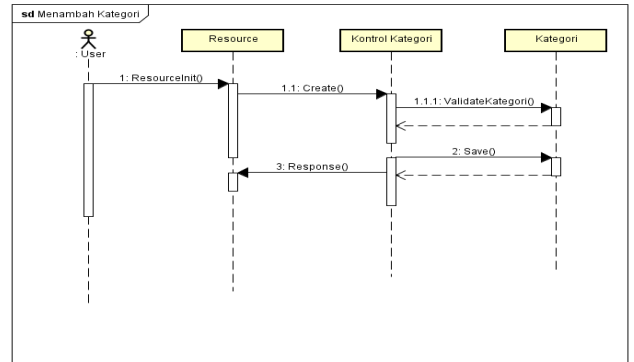 sd Menambah Kategori
: User
Resource
Kontrol Kategori
Kategori
1: ResourceInit()
1.1: Create()
1.1.1: ValidateKategori()
2: Save()
3: Response()